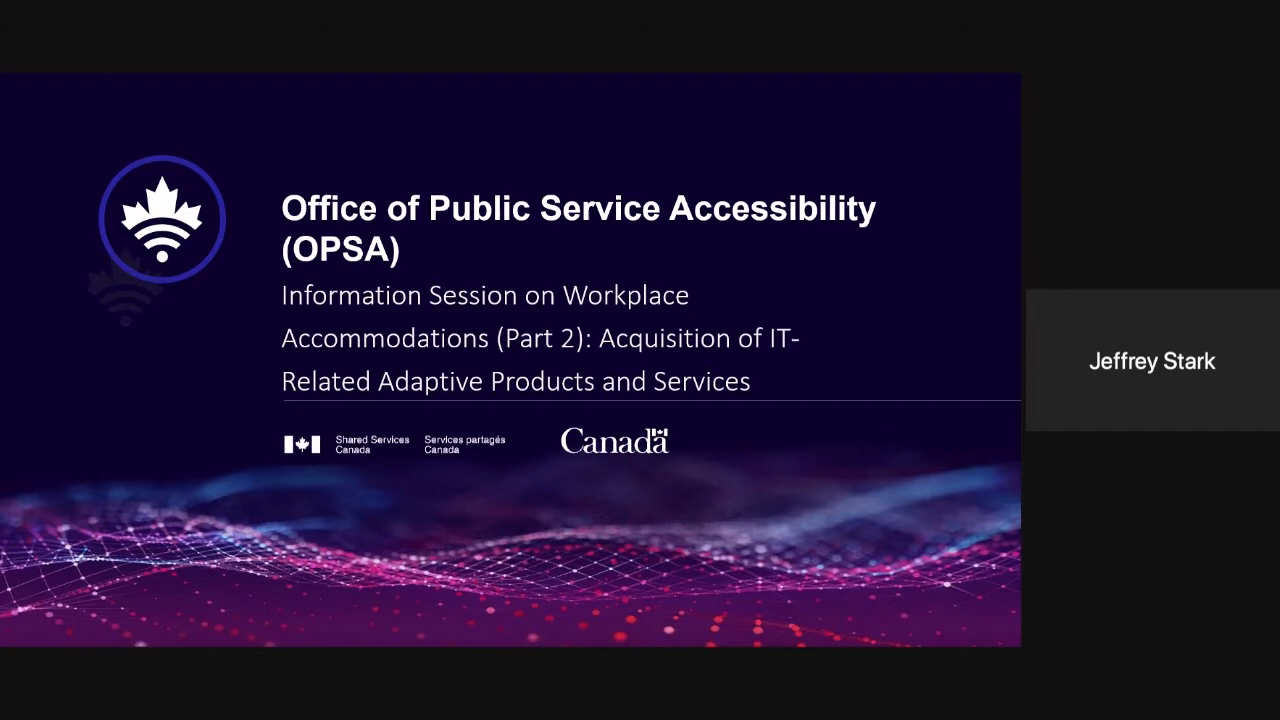 Office of Public Service Accessibility
(OPSA)
Information Session on Workplace
Accommodations (Part 2): Acquisition of IT-
Related Adaptive Products and Services
Shared Services
Canada
Services partagés
Canada
Canada
Jeffrey Stark